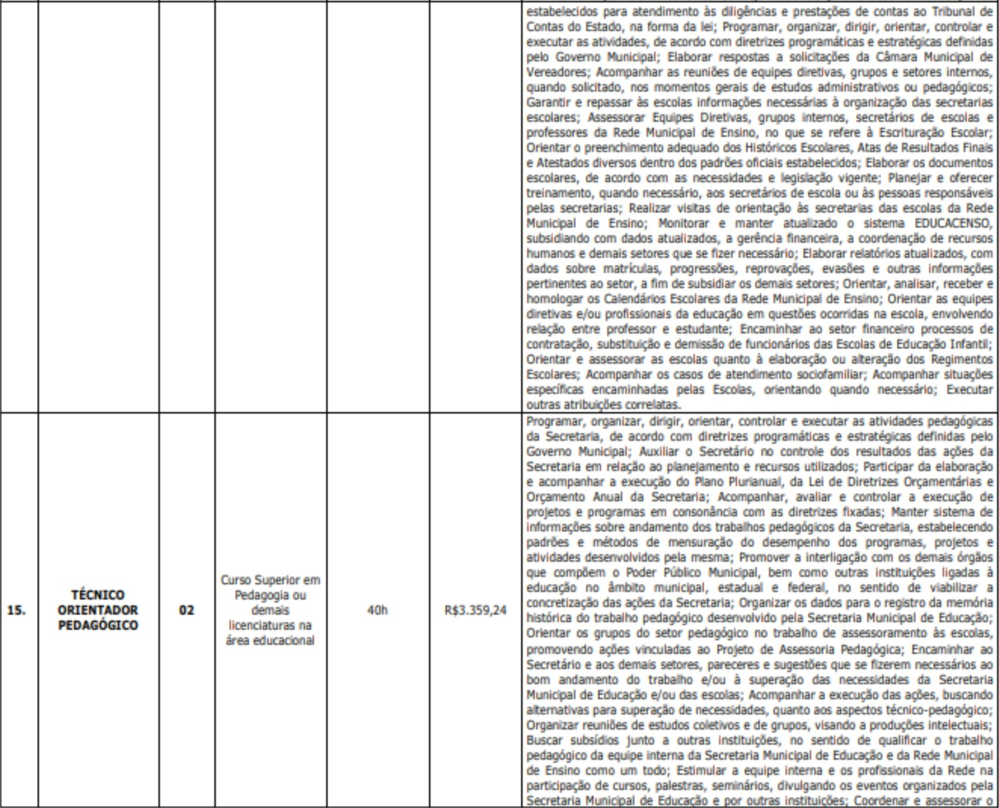 estabelecidos para atendimento às diligências e prestações de contas ao Tribunal de
Contas do Estado, na forma da lei; Programar, organizar, dirigir, orientar, controlar e
executar as atividades, de acordo com diretrizes programáticas e estratégicas definidas
pelo Governo Municipal; Elaborar respostas a solicitações da Câmara Municipal de
Vereadores; Acompanhar as reuniões de equipes diretivas, grupos e setores internos,
quando solicitado, nos momentos gerais de estudos administrativos ou pedagógicos;
Garantir e repassar às escolas informações necessárias à organização das secretarias
escolares; Assessorar Equipes Diretivas, grupos internos, secretários de escolas e
professores da Rede Municipal de Ensino, no que se refere à Escrituração Escolar;
Orientar o preenchimento adequado dos Históricos Escolares, Atas de Resultados Finais
e Atestados diversos dentro dos padrões oficiais estabelecidos; Elaborar os documentos
escolares, de acordo com as necessidades e legislação vigente; Planejar e oferecer
treinamento, quando necessário, aos secretários de escola ou às pessoas responsáveis
pelas secretarias; Realizar visitas de orientação às secretarias das escolas da Rede
Municipal de Ensino; Monitorar e manter atualizado o sistema EDUCACENSO,
subsidiando com dados atualizados, a gerência financeira, a coordenação de recursos
humanos e demais setores que se fizer necessário; Elaborar relatórios atualizados, com
dados sobre matrículas, progressões, reprovações, evasões e outras informações
pertinentes ao setor, a fim de subsidiar os demais setores; Orientar, analisar, receber e
homologar os Calendários Escolares da Rede Municipal de Ensino; Orientar as equipes
diretivas e/ou profissionais da educação em questões ocorridas na escola, envolvendo
relação entre professor e estudante; Encaminhar ao setor financeiro processos de
contratação, substituição e demissão de funcionários das Escolas de Educação Infantil;
Orientar e assessorar as escolas quanto à elaboração ou alteração dos Regimentos
Escolares; Acompanhar os casos de atendimento sociofamiliar; Acompanhar situações
específicas encaminhadas pelas Escolas, orientando quando necessário; Executar
outras atribuições correlatas.
15.
TÉCNICO
ORIENTADOR
PEDAGÓGICO
02
Curso Superior em
Pedagogia ou
demais
licenciaturas na
área educacional
40h
R$3.359,24
Programar, organizar, dirigir, orientar, controlar e executar as atividades pedagógicas
da Secretaria, de acordo com diretrizes programáticas e estratégicas definidas pelo
Governo Municipal; Auxiliar o Secretário no controle dos resultados das ações da
Secretaria em relação ao planejamento e recursos utilizados; Participar da elaboração
e acompanhar a execução do Plano Plurianual, da Lei de Diretrizes Orçamentárias e
Orçamento Anual da Secretaria; Acompanhar, avaliar e controlar a execução de
projetos e programas em consonância com as diretrizes fixadas; Manter sistema de
informações sobre andamento dos trabalhos pedagógicos da Secretaria, estabelecendo
padrões e métodos de mensuração do desempenho dos programas, projetos e
atividades desenvolvidos pela mesma; Promover a interligação com os demais órgãos
que compõem o Poder Público Municipal, bem como outras instituições ligadas à
educação no âmbito municipal, estadual e federal, no sentido de viabilizar a
concretização das ações da Secretaria; Organizar os dados para o registro da memória
histórica do trabalho pedagógico desenvolvido pela Secretaria Municipal de Educação;
Orientar os grupos do setor pedagógico no trabalho de assessoramento às escolas,
promovendo ações vinculadas ao Projeto de Assessoria Pedagógica; Encaminhar ao
Secretário e aos demais setores, pareceres e sugestões que se fizerem necessários ao
bom andamento do trabalho e/ou à superação das necessidades da Secretaria
Municipal de Educação e/ou das escolas; Acompanhar a execução das ações, buscando
alternativas para superação de necessidades, quanto aos aspectos técnico-pedagógico;
Organizar reuniões de estudos coletivos e de grupos, visando a produções intelectuais;
Buscar subsídios junto a outras instituições, no sentido de qualificar o trabalho
pedagógico da equipe interna da Secretaria Municipal de Educação e da Rede Municipal
de Ensino como um todo; Estimular a equipe interna e os profissionais da Rede na
participação de cursos, palestras, seminários, divulgando os eventos organizados pela
Secretaria Municipal de Educação e por outras instituições; Coordenar e assessorar o